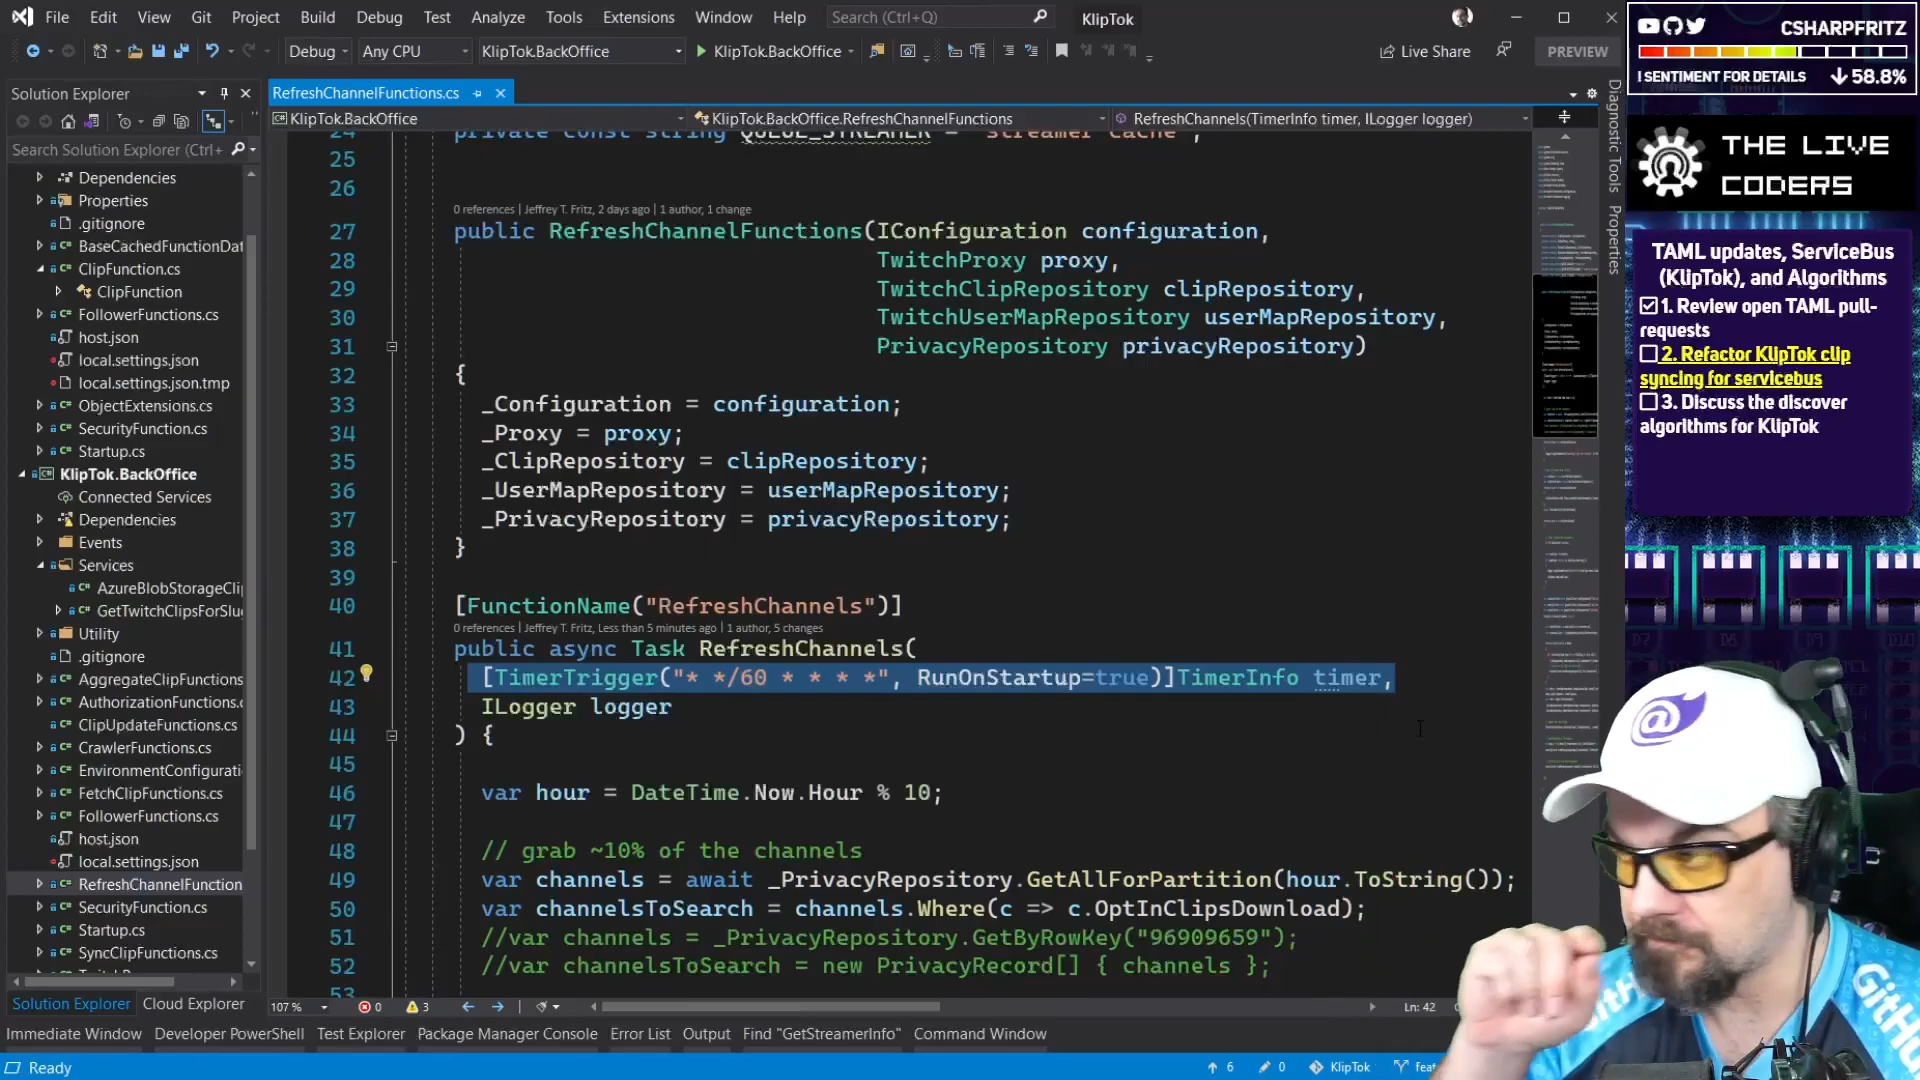 File Edit View Git Project Build Debug Test Analyze Tools Extensions Window Help Search (Ctrl+Q) KlipTok
Debug Any CPU KlipTok.BackOffice KlipTok.BackOffice Live Share PREVIEW
Solution Explorer
Search Solution Explorer (Ctrl+
Dependencies
Properties
.gitignore
BaseCachedFunctionDat
ClipFunction.cs
ClipFunction
FollowerFunctions.cs
host.json
local.settings.json
local.settings.json.tmp
ObjectExtensions.cs
SecurityFunction.cs
Startup.cs
KlipTok.BackOffice
Connected Services
Dependencies
Events
Services
AzureBlobStorageCli
GetTwitchClipsForSlu
Utility
.gitignore
AggregateClipFunctions
AuthorizationFunctions.
ClipUpdateFunctions.cs
CrawlerFunctions.cs
EnvironmentConfigurati
FetchClipFunctions.cs
FollowerFunctions.cs
host.json
local.settings.json
RefreshChannelFunction
SecurityFunction.cs
Startup.cs
SyncClipFunctions.cs
Solution Explorer Cloud Explorer
RefreshChannelFunctions.cs
KlipTok.BackOffice KlipTok.BackOffice.RefreshChannelFunctions RefreshChannels(TimerInfo timer, ILogger logger)
24 private const string QUEUE_STREAMER = "streamer-cache";
25
26
0 references | Jeffrey T. Fritz, 2 days ago | 1 author, 1 change
27 public RefreshChannelFunctions(IConfiguration configuration,
28 TwitchProxy proxy,
29 TwitchClipRepository clipRepository,
30 TwitchUserMapRepository userMapRepository,
31 PrivacyRepository privacyRepository)
32 {
33 _Configuration = configuration;
34 _Proxy = proxy;
35 _ClipRepository = clipRepository;
36 _UserMapRepository = userMapRepository;
37 _PrivacyRepository = privacyRepository;
38 }
39
40 [FunctionName("RefreshChannels")]
0 references | Jeffrey T. Fritz, Less than 5 minutes ago | 1 author, 5 changes
41 public async Task RefreshChannels(
42 [TimerTrigger("* */60 * * * *", RunOnStartup=true)]TimerInfo timer,
43 ILogger logger
44 ) {
45
46 var hour = DateTime.Now.Hour % 10;
47
48 // grab ~10% of the channels
49 var channels = await _PrivacyRepository.GetAllForPartition(hour.ToString());
50 var channelsToSearch = channels.Where(c => c.OptInClipsDownload);
51 //var channels = _PrivacyRepository.GetByRowKey("96909659");
52 //var channelsToSearch = new PrivacyRecord[] { channels };
53
107 % 0 3 Ln: 42
Immediate Window Developer PowerShell Test Explorer Package Manager Console Error List Output Find "GetStreamerInfo" Command Window
Ready 6 0 KlipTok feat
Diagnostic Tools
Properties
CSHARPFRITZ
! SENTIMENT FOR DETAILS 58.8%
THE LIVE
CODERS
TAML updates, ServiceBus
(KlipTok), and Algorithms
1. Review open TAML pull-
requests
2. Refactor KlipTok clip
syncing for servicebus
3. Discuss the discover
algorithms for KlipTok
@